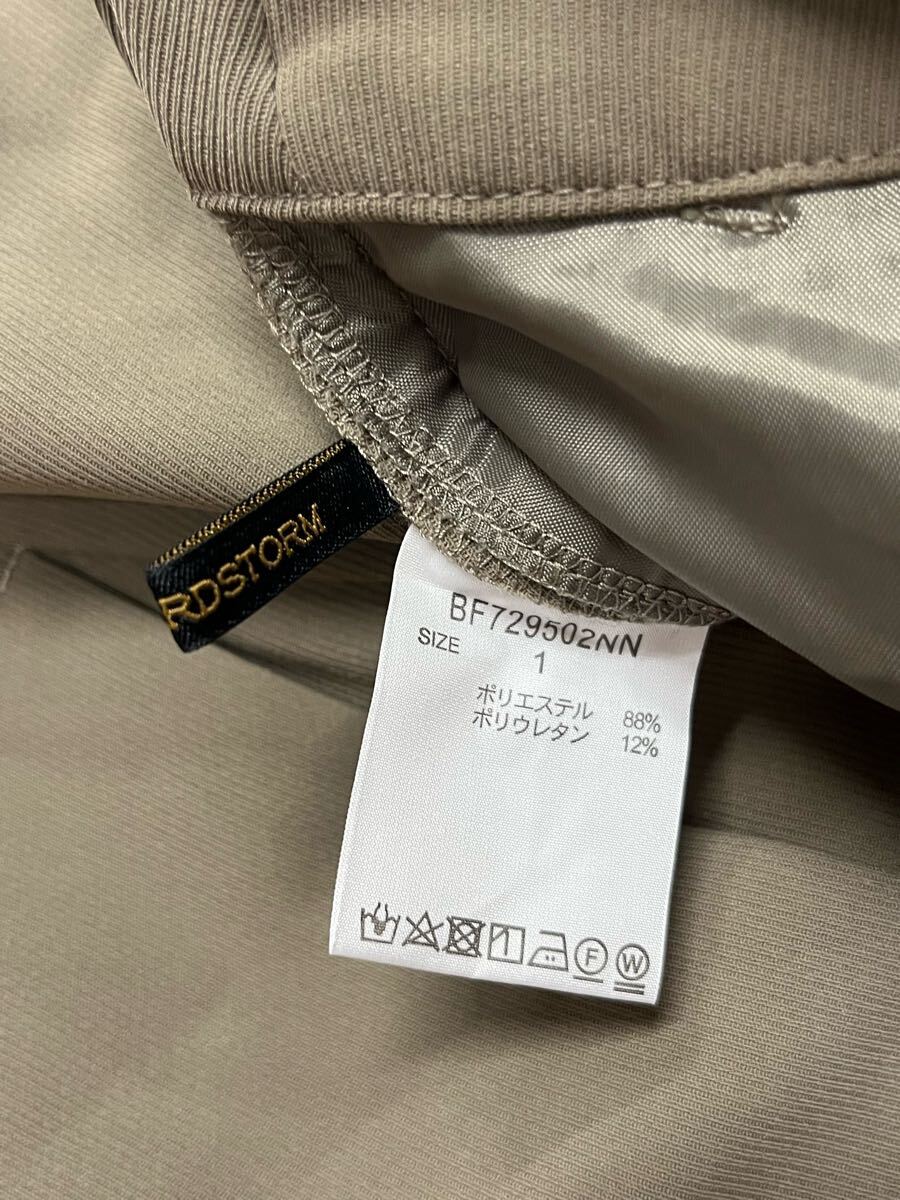 RDSTORM
BF729502NN
SIZE 1
ポリエステル 88%
ポリウレタン 12%
F W